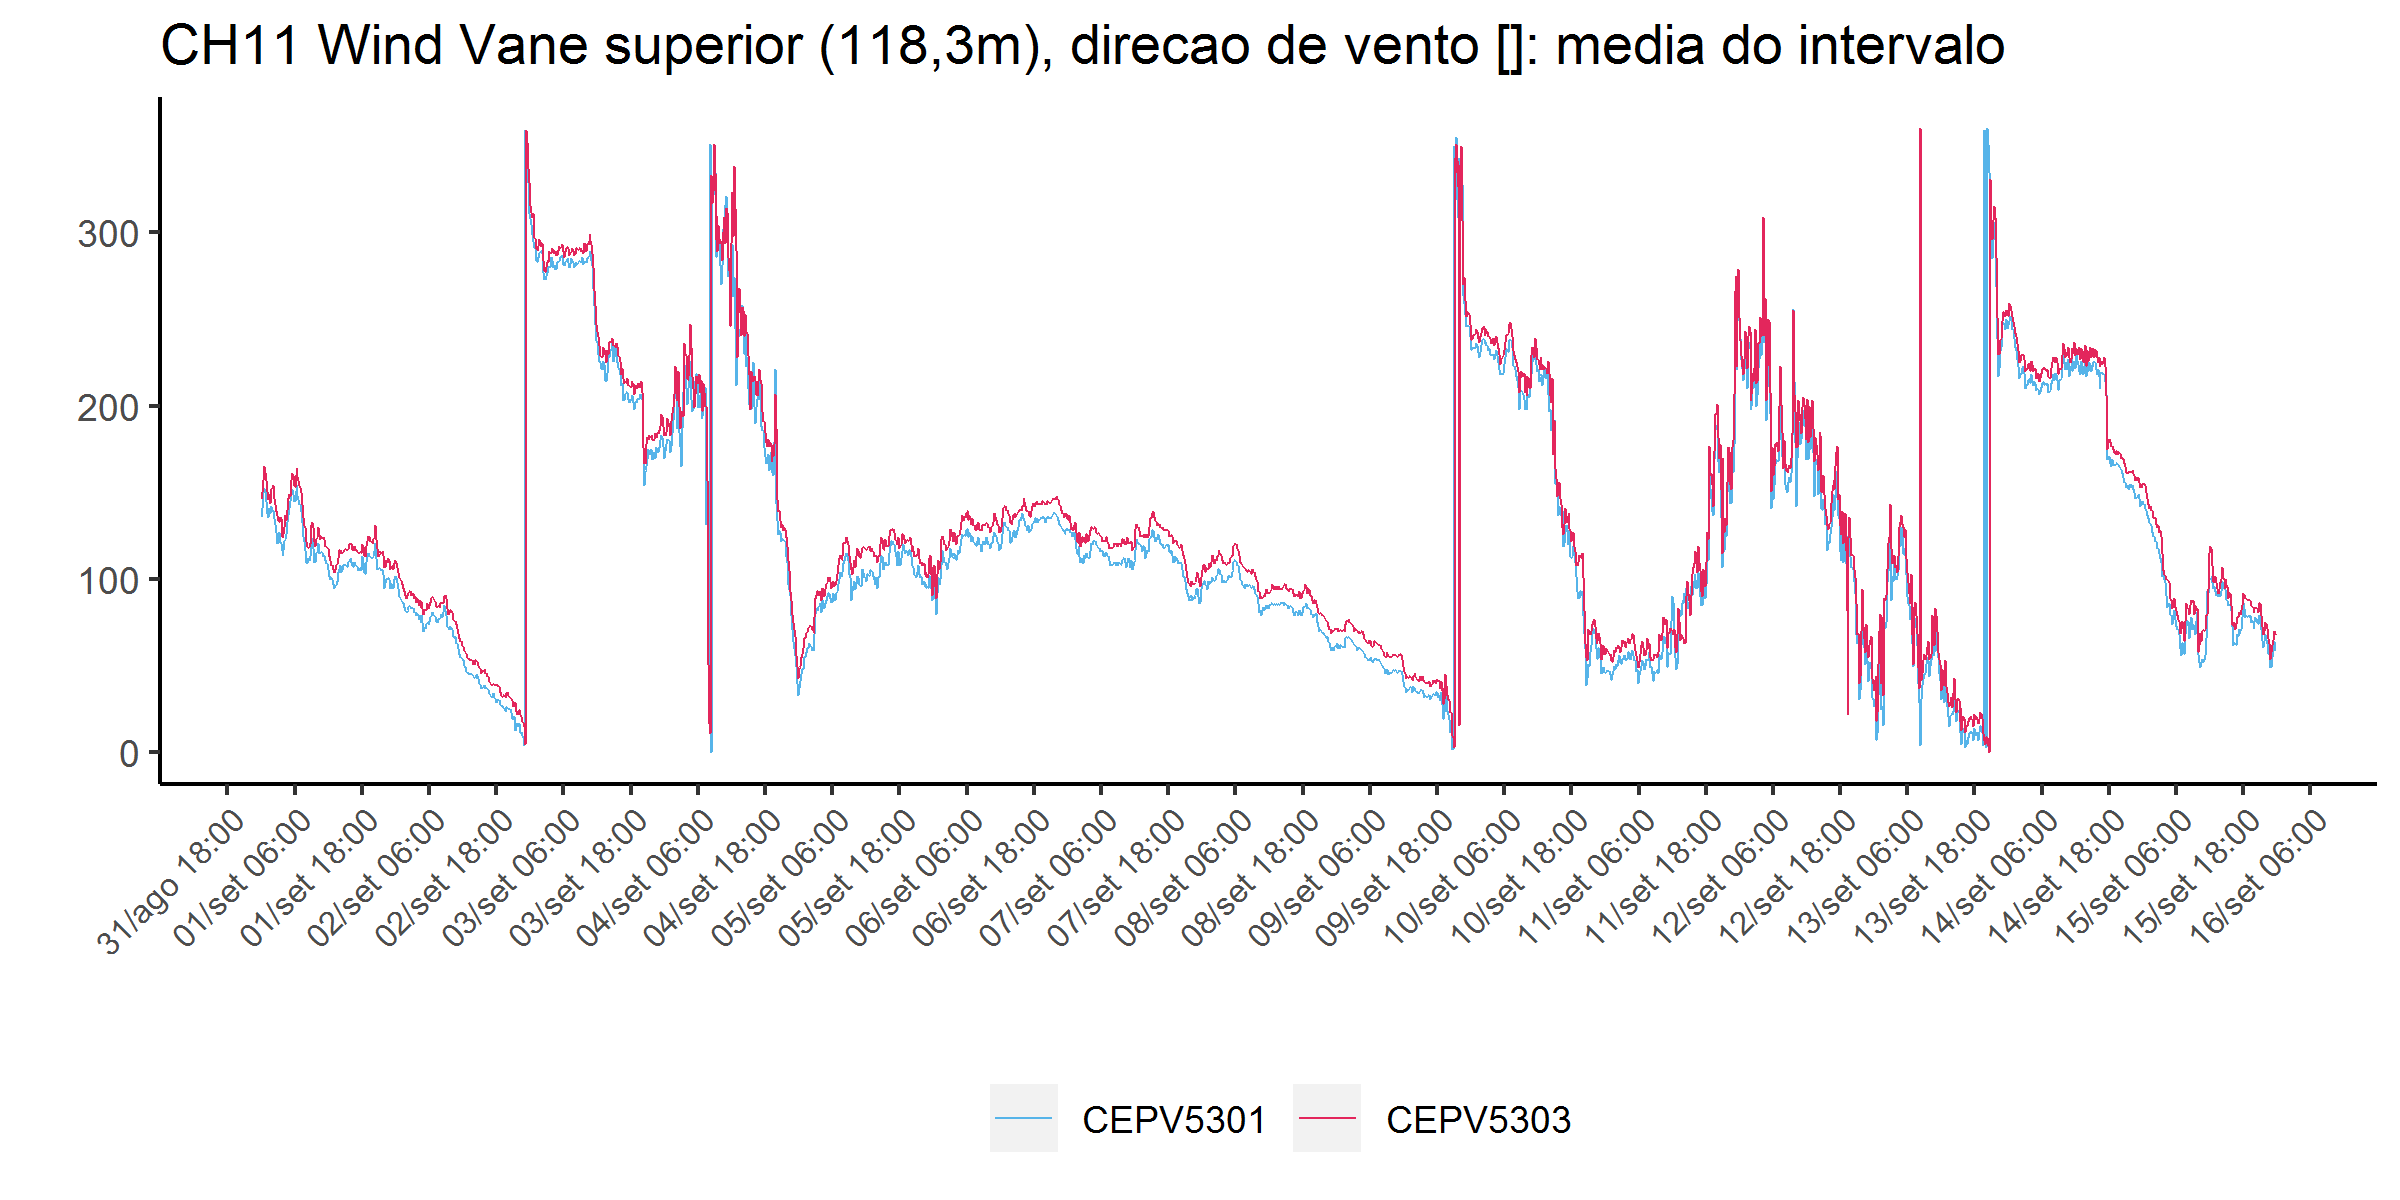 CH11 Wind Vane superior (118,3m), direcao de vento []: media do intervalo
300
200
100
0
31/ago 18:00
01/set 06:00
01/set 18:00
02/set 06:00
02/set 18:00
03/set 06:00
03/set 18:00
04/set 06:00
04/set 18:00
05/set 06:00
05/set 18:00
06/set 06:00
06/set 18:00
07/set 06:00
07/set 18:00
08/set 06:00
08/set 18:00
09/set 06:00
09/set 18:00
10/set 06:00
10/set 18:00
11/set 06:00
11/set 18:00
12/set 06:00
12/set 18:00
13/set 06:00
13/set 18:00
14/set 06:00
14/set 18:00
15/set 06:00
15/set 18:00
16/set 06:00
CEPV5301 CEPV5303